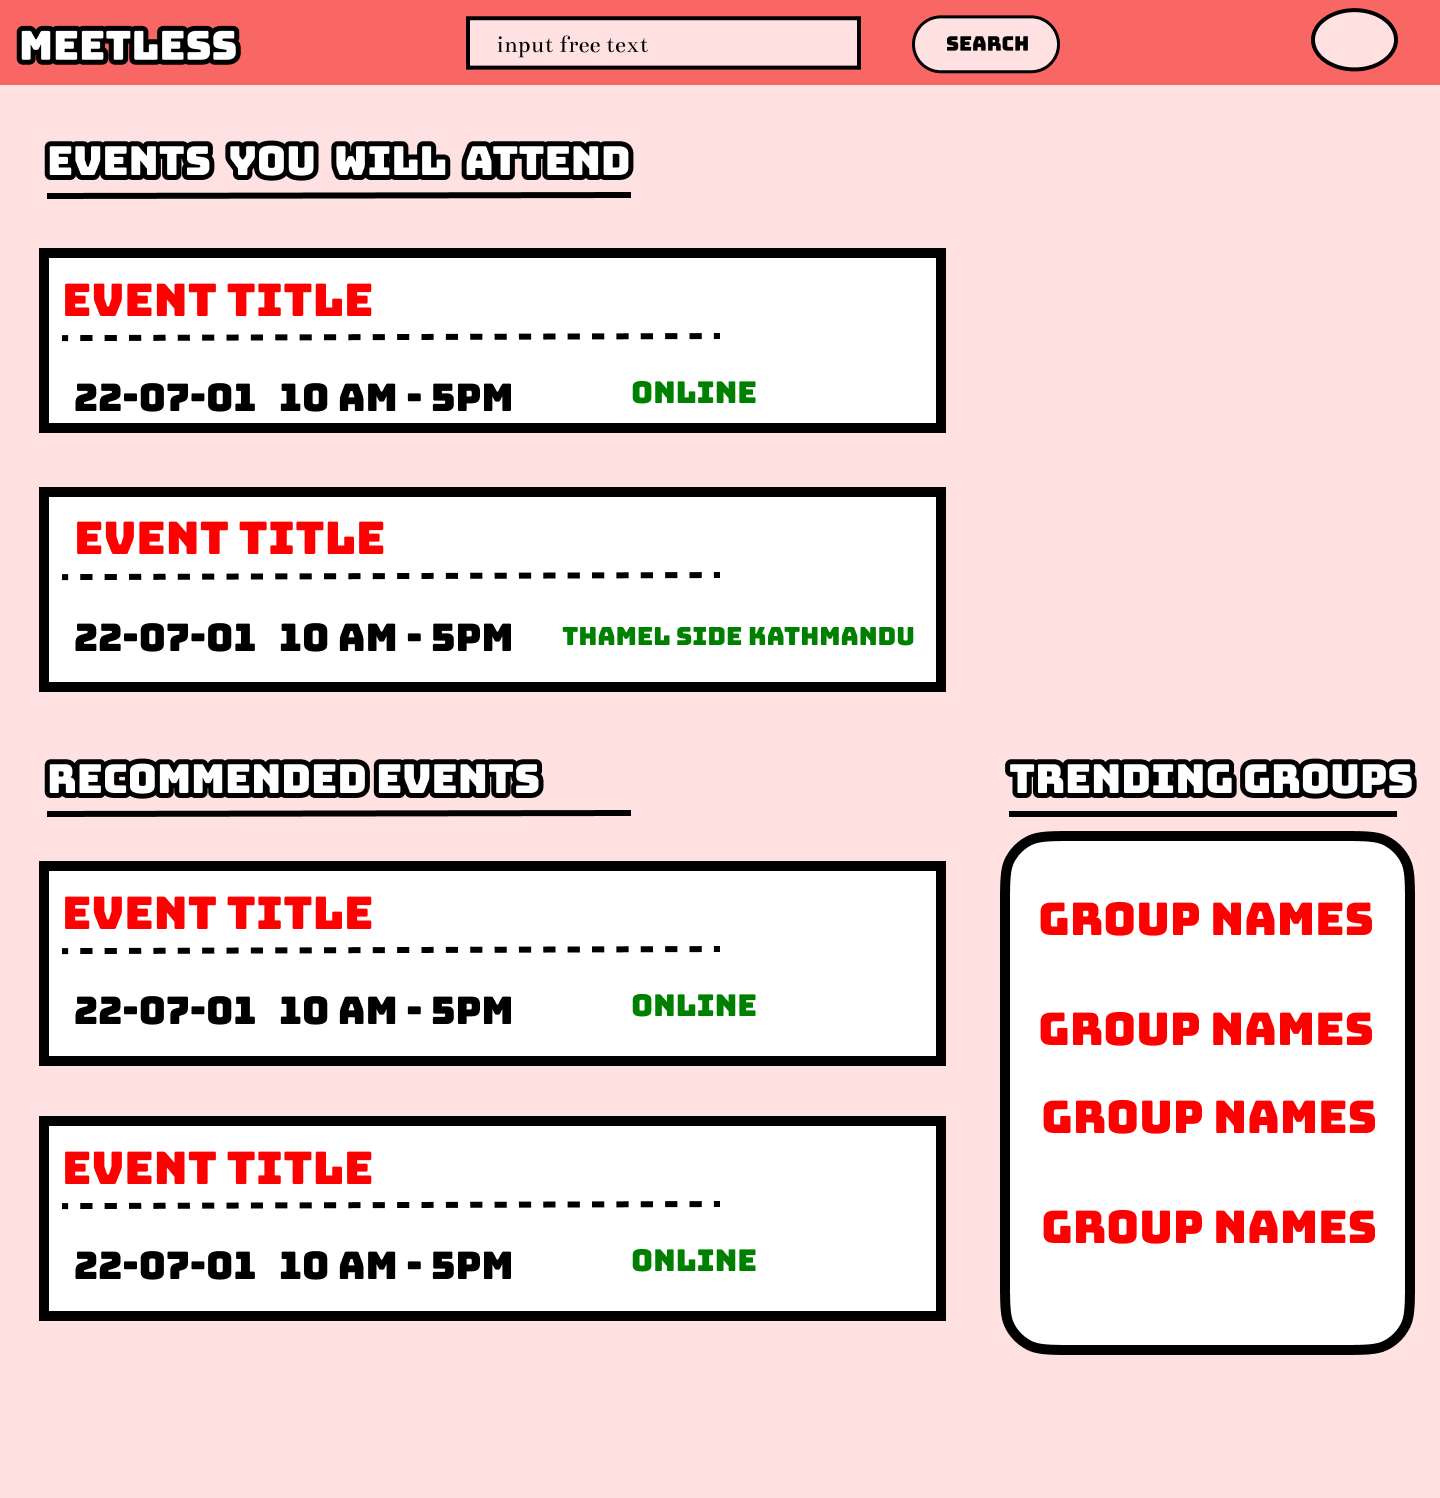 MEETLESS
input free text
SEARCH
EVENTS YOU WILL ATTEND
EVENT TITLE
22-07-01 10 AM - 5PM ONLINE
EVENT TITLE
22-07-01 10 AM - 5PM THAMEL SIDE KATHMANDU
RECOMMENDED EVENTS
EVENT TITLE
22-07-01 10 AM - 5PM ONLINE
EVENT TITLE
22-07-01 10 AM - 5PM ONLINE
TRENDING GROUPS
GROUP NAMES
GROUP NAMES
GROUP NAMES
GROUP NAMES